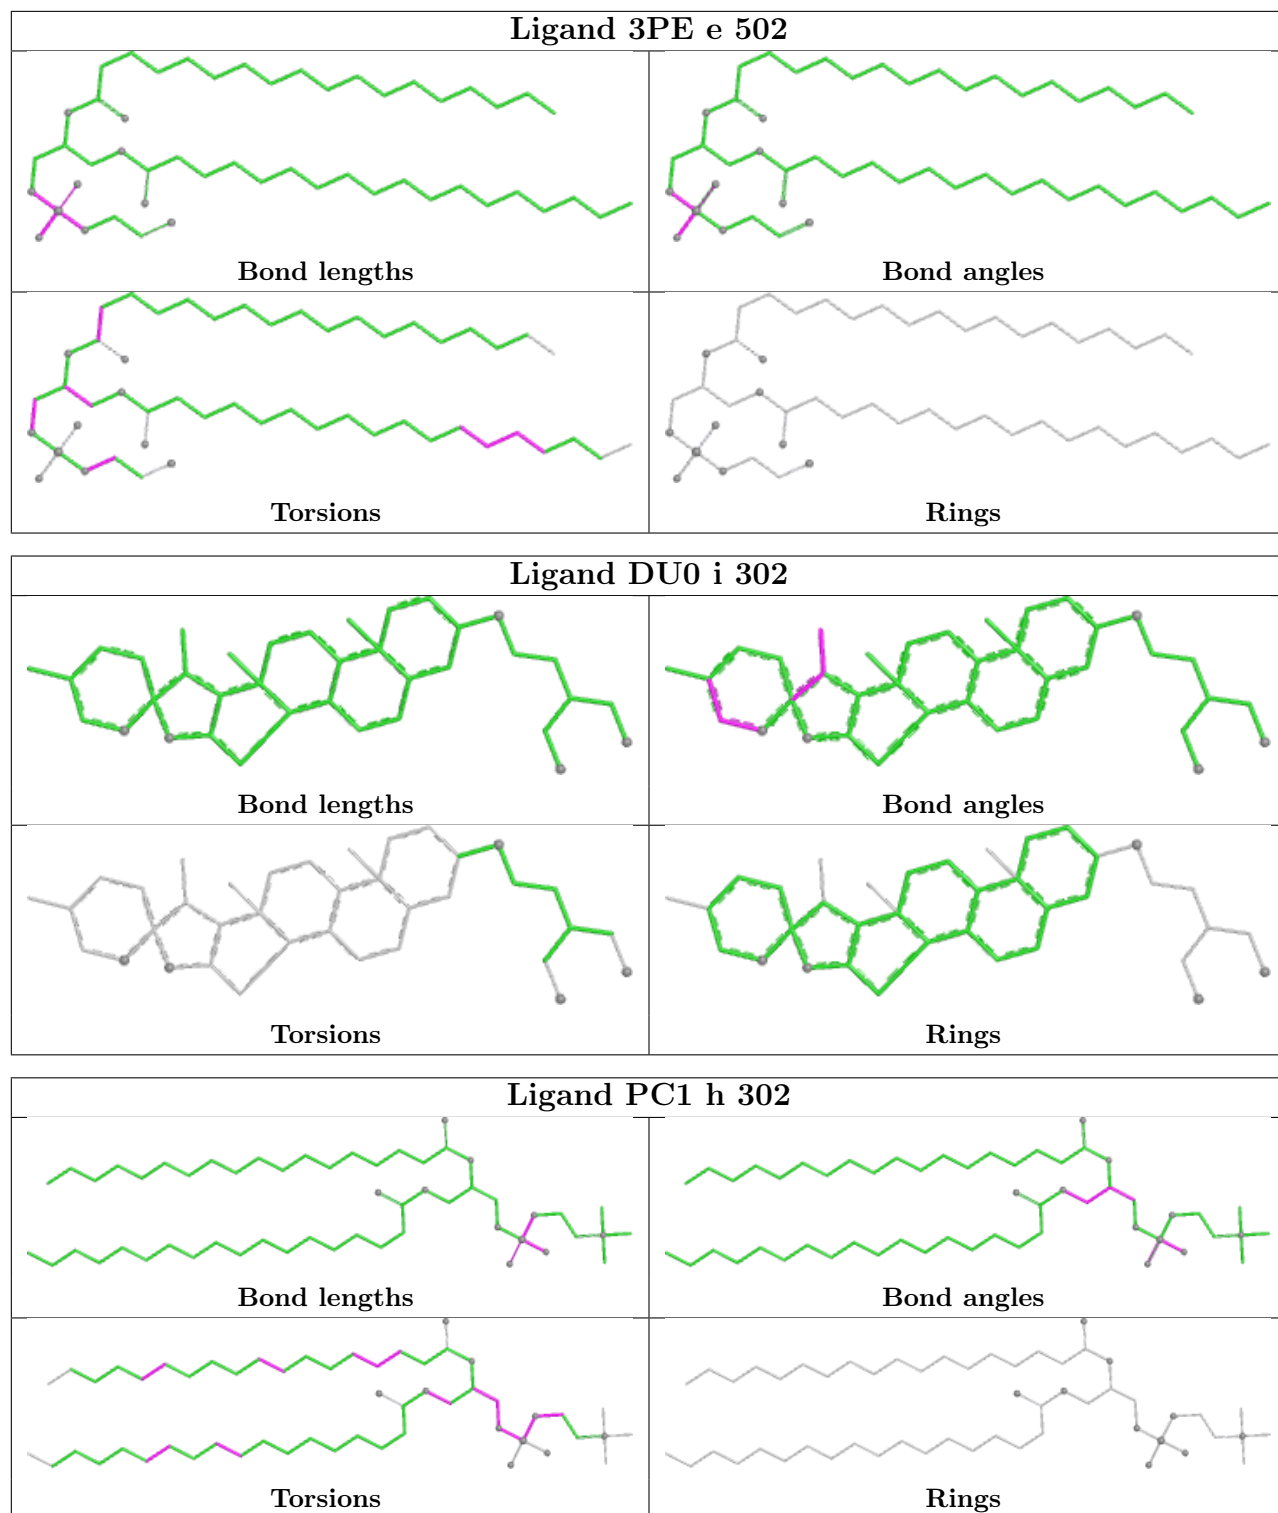 Ligand 3PE e 502
Bond lengths
Bond angles
Torsions
Rings
Ligand DU0 i 302
Bond lengths
Bond angles
Torsions
Rings
Ligand PC1 h 302
Bond lengths
Bond angles
Torsions
Rings